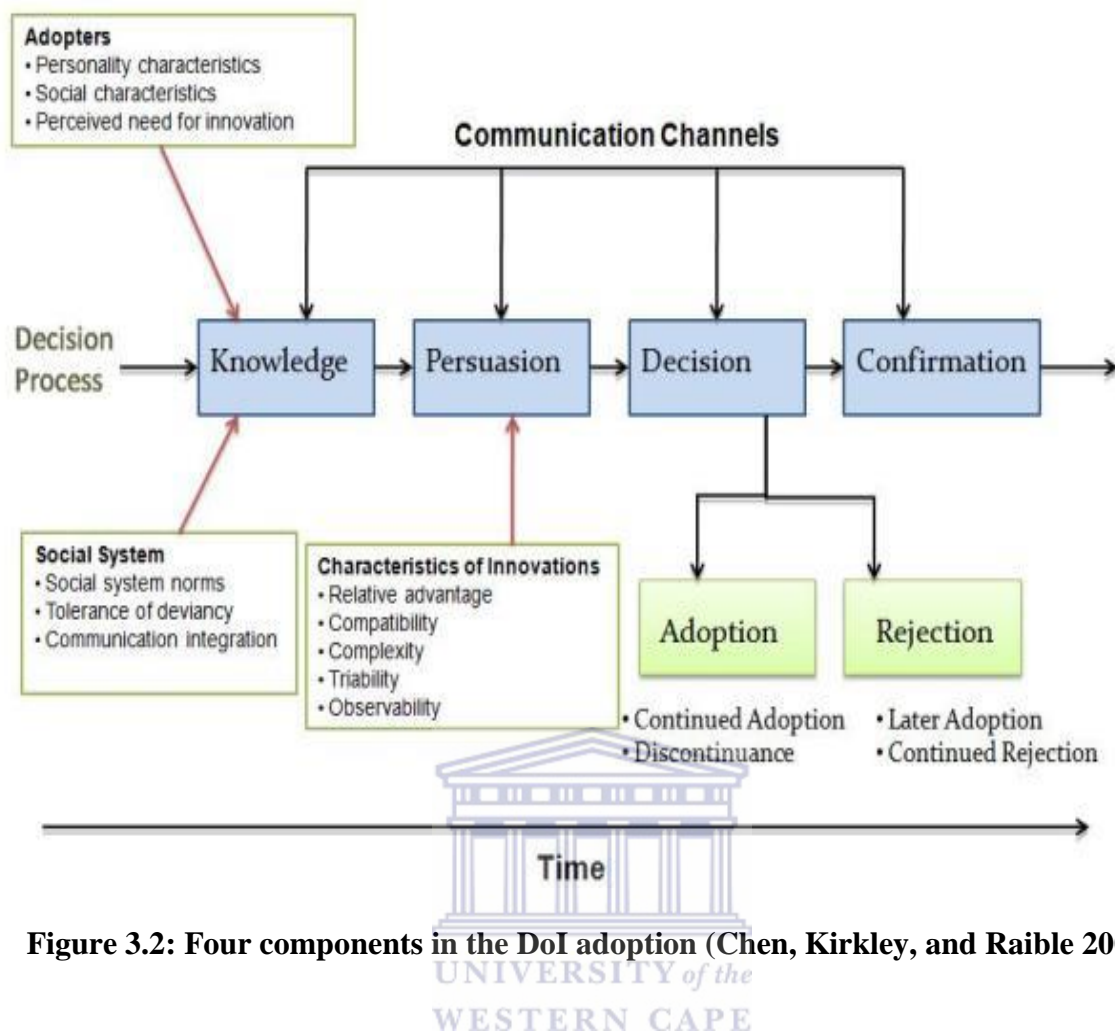 Adopters
• Personality characteristics
• Social characteristics
• Perceived need for innovation
Communication Channels
Decision
Process
Knowledge
Persuasion
Decision
Confirmation
Social System
• Social system norms
• Tolerance of deviancy
• Communication integration
Characteristics of Innovations
• Relative advantage
• Compatibility
• Complexity
• Triability
• Observability
Adoption
Rejection
• Continued Adoption
• Discontinuance
• Later Adoption
• Continued Rejection
Time
Figure 3.2: Four components in the DoI adoption (Chen, Kirkley, and Raible 20
UNIVERSITY of the
WESTERN CAPE